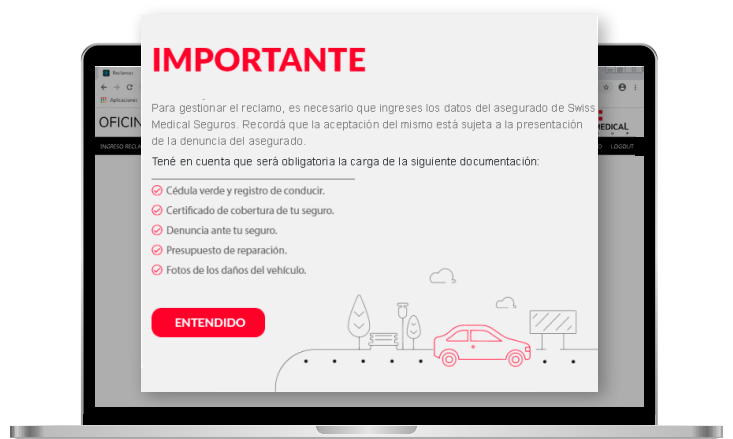 IMPORTANTE
Reclamos
Para gestionar el reclamo, es necesario que ingreses los datos del asegurado de Swiss
Aplicaciones
Medical Seguros. Recordá que la aceptación del mismo está sujeta a la presentación
OFICIN
EDICAL
de la denuncia del asegurado.
INGRESO RECLA
LOGOUT
Tené en cuenta que será obligatoria la carga de la siguiente documentación:
Cédula verde y registro de conducir.
Certificado de cobertura de tu seguro.
Denuncia ante tu seguro.
Presupuesto de reparación.
Fotos de los daños del vehículo.
ENTENDIDO